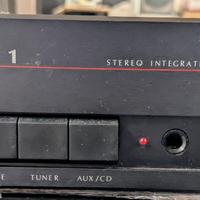 1
STEREO INTEGRAT
E TUNER AUX/CD